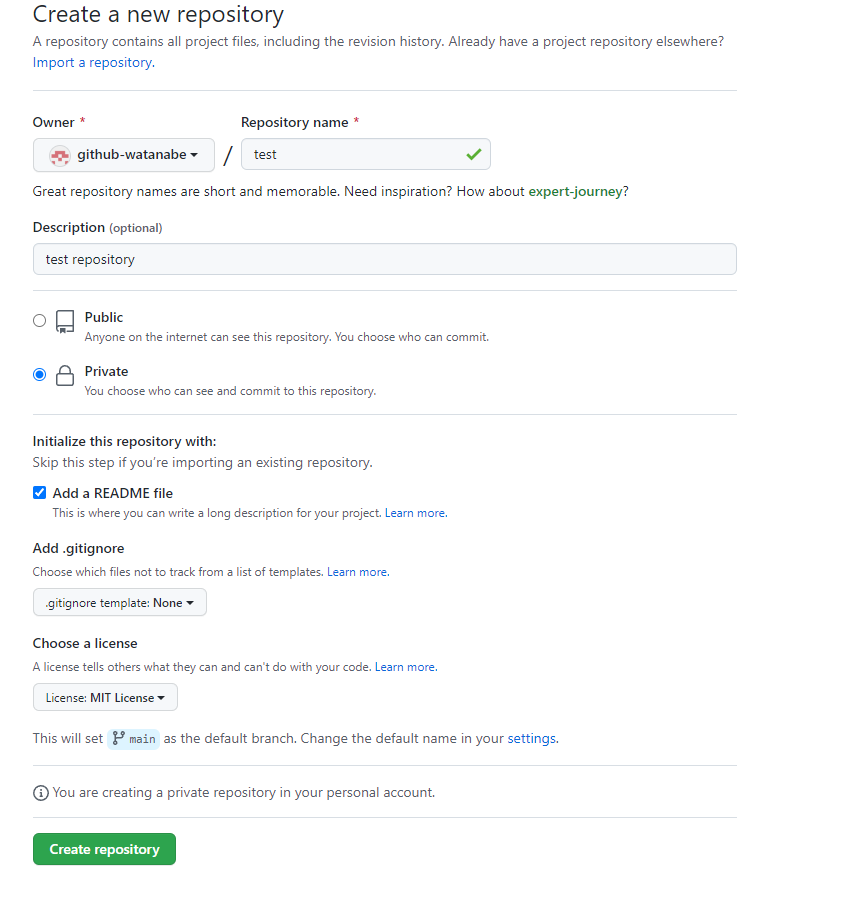 Create a new repository
A repository contains all project files, including the revision history. Already have a project repository elsewhere?
Import a repository.
Owner *
Repository name *
github-watanabe
/
test
Great repository names are short and memorable. Need inspiration? How about expert-journey?
Description (optional)
test repository
Public
Anyone on the internet can see this repository. You choose who can commit.
Private
You choose who can see and commit to this repository.
Initialize this repository with:
Skip this step if you're importing an existing repository.
Add a README file
This is where you can write a long description for your project. Learn more.
Add .gitignore
Choose which files not to track from a list of templates. Learn more.
.gitignore template: None
Choose a license
A license tells others what they can and can't do with your code. Learn more.
License: MIT License
This will set main as the default branch. Change the default name in your settings.
You are creating a private repository in your personal account.
Create repository